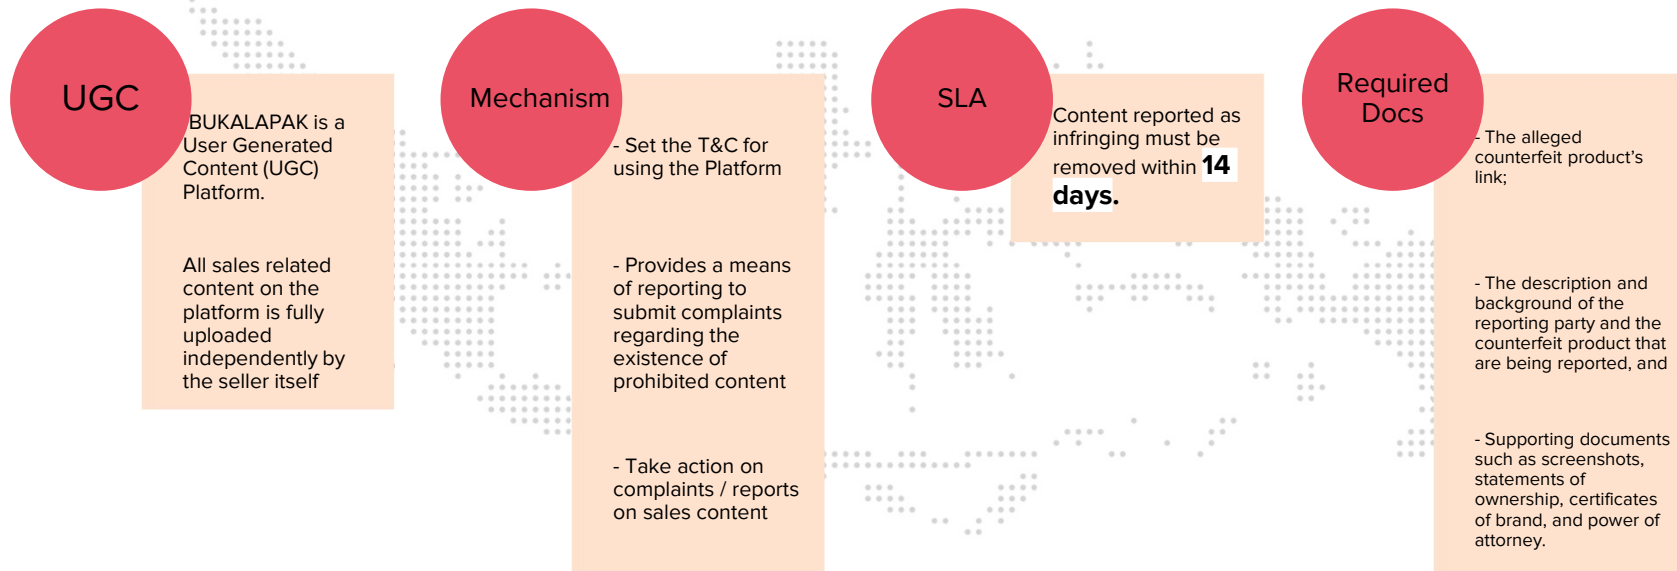 UGC
BUKALAPAK is a
User Generated
Content (UGC)
Platform.
All sales related
content on the
platform is fully
uploaded
independently by
the seller itself
Mechanism
- Set the T&C for
using the Platform
- Provides a means
of reporting to
submit complaints
regarding the
existence of
prohibited content
- Take action on
complaints / reports
on sales content
SLA
Content reported as
infringing must be
removed within 14
days.
Required
Docs
- The alleged
counterfeit product's
link;
- The description and
background of the
reporting party and the
counterfeit product that
are being reported, and
- Supporting documents
such as screenshots,
statements of
ownership, certificates
of brand, and power of
attorney.